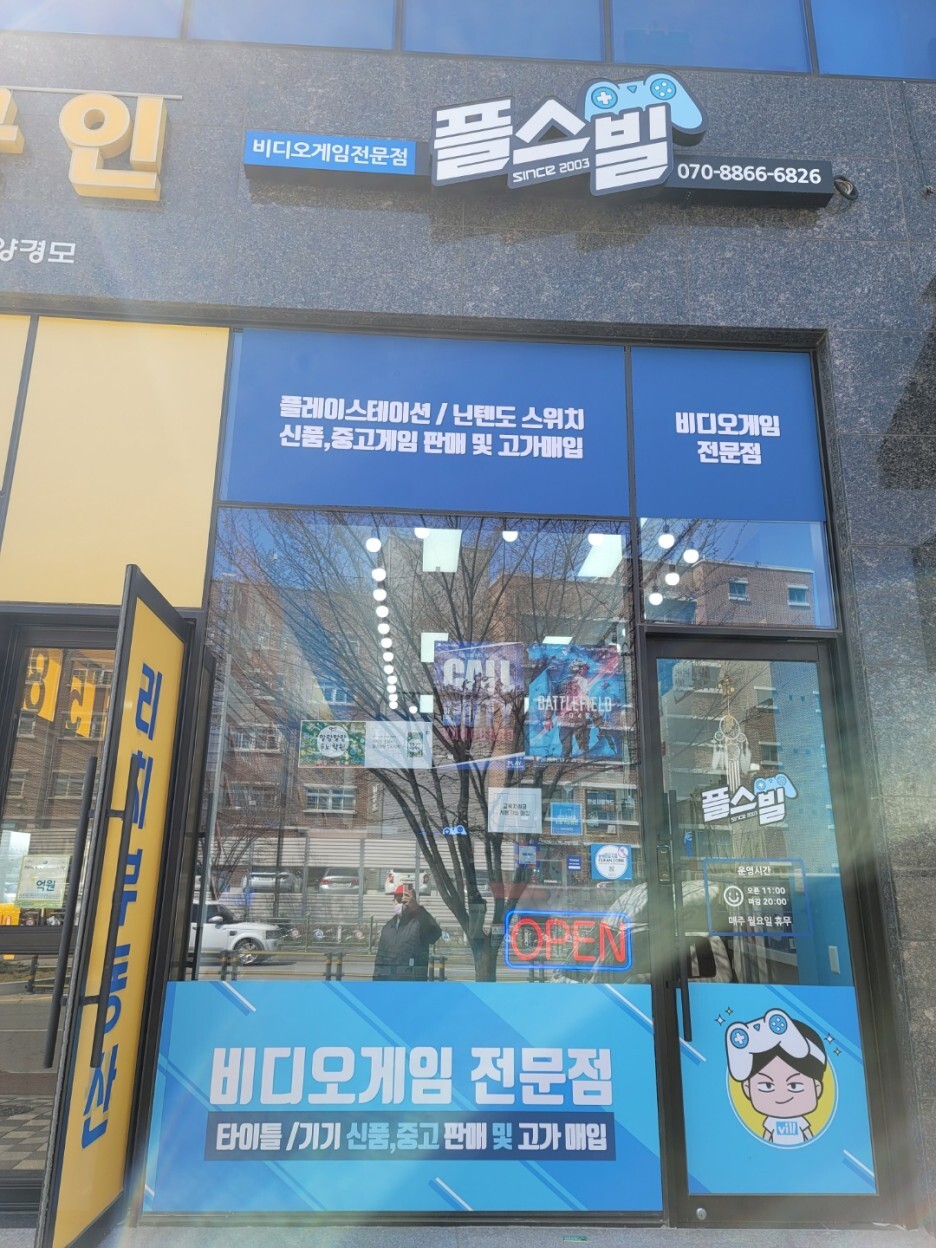 인
양경모
비디오게임전문점
플스빌
since 2003
070-8866-6826
플레이스테이션 / 닌텐도 스위치
신품,중고게임 판매 및 고가매입
비디오게임
전문점
CALL
BATTLEFIELD
2042
PLAY
플스빌
운영시간
오픈 11:00
마감 20:00
매주 월요일 휴무
OPEN
억원
리치부동산
비디오게임 전문점
타이틀 /기기 신품,중고 판매 및 고가 매입
vill